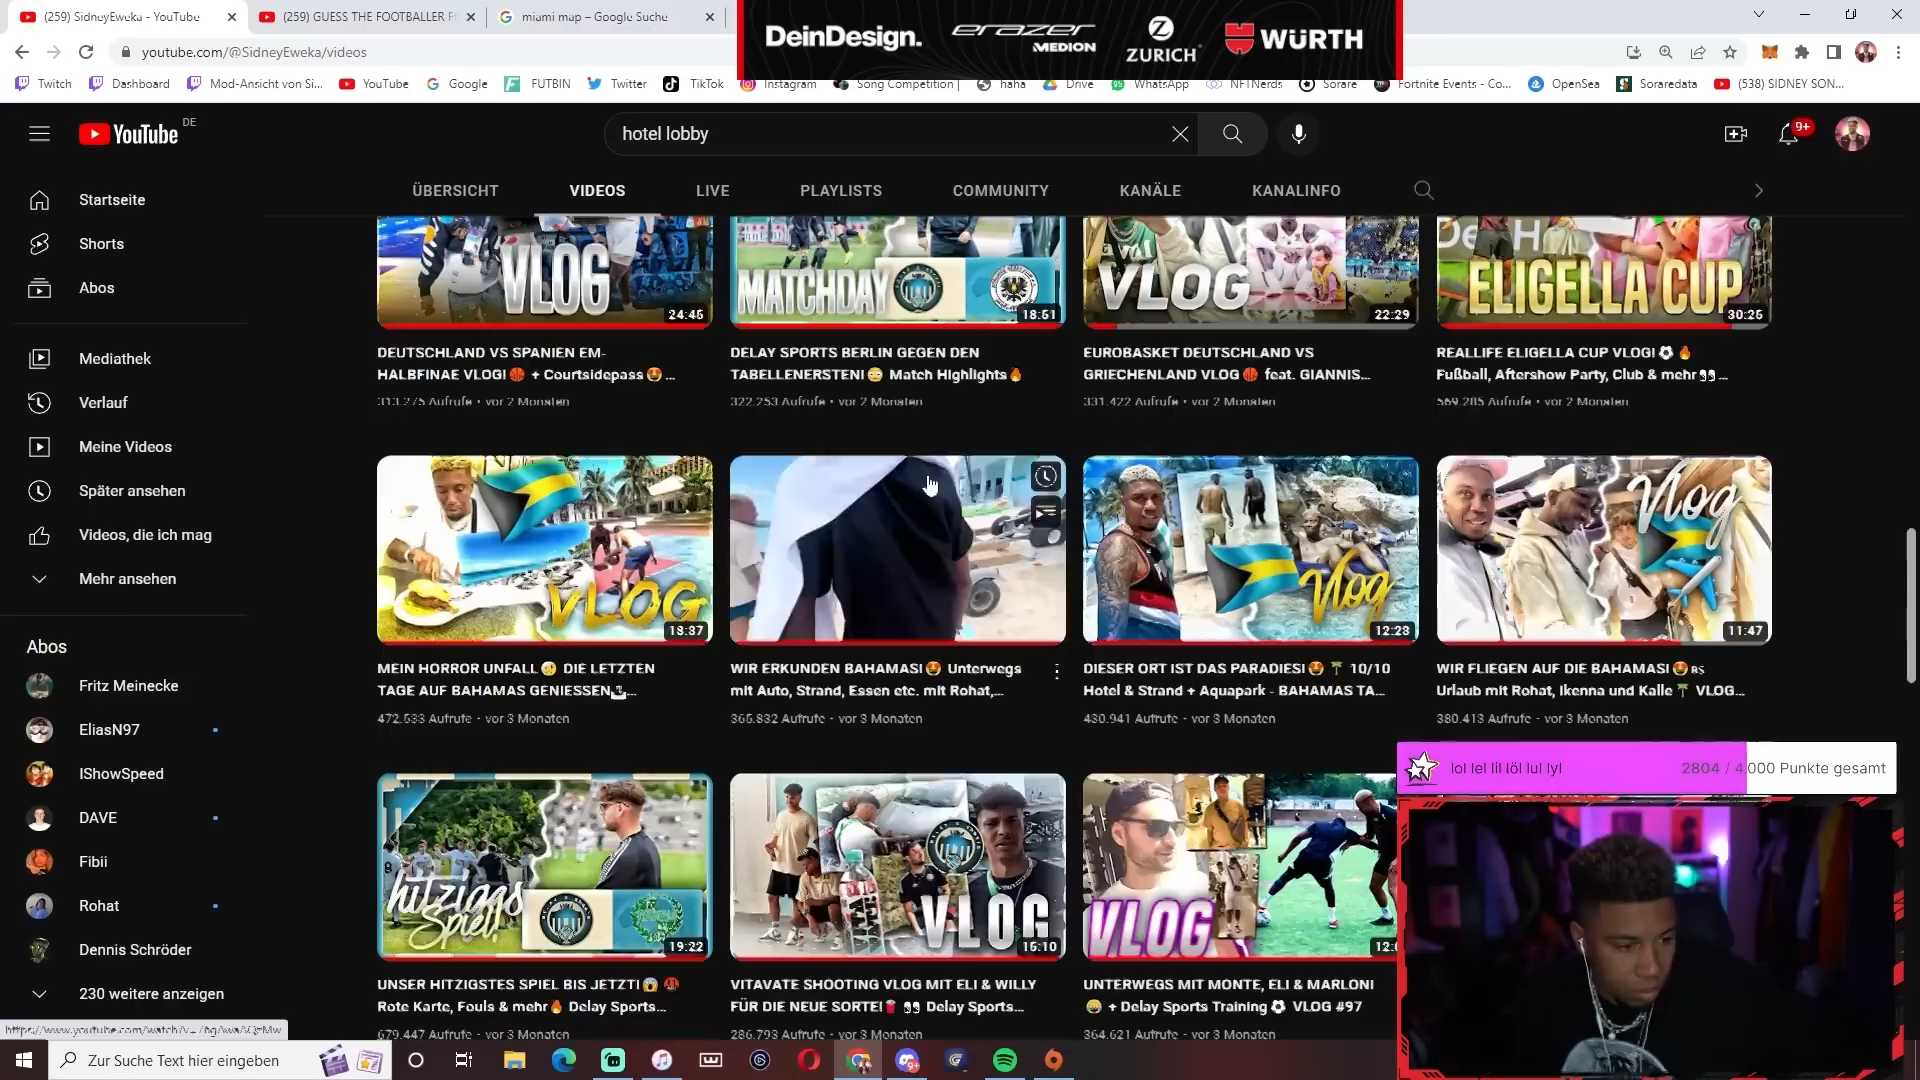 (259) SidneyEweka - YouTube
(259) GUESS THE FOOTBALLER F
miami map – Google Suche
DeinDesign.
erazer
MEDION
ZURICH
WÜRTH
youtube.com/@SidneyEweka/videos
Twitch
Dashboard
Mod-Ansicht von Si...
YouTube
Google
FUTBIN
Twitter
TikTok
Instagram
Song Competition |
haha
Drive
WhatsApp
NFTNerds
Sorare
Fortnite Events - Co...
OpenSea
Soraredata
(538) SIDNEY SON...
YouTube DE
hotel lobby
9+
ÜBERSICHT
VIDEOS
LIVE
PLAYLISTS
COMMUNITY
KANÄLE
KANALINFO
Startseite
Shorts
Abos
Mediathek
Verlauf
Meine Videos
Später ansehen
Videos, die ich mag
Mehr ansehen
Abos
Fritz Meinecke
EliasN97
IShowSpeed
DAVE
Fibii
Rohat
Dennis Schröder
230 weitere anzeigen
VLOG
24:45
MATCHDAY
18:51
VLOG
22:29
ELIGELLA CUP
30:25
DEUTSCHLAND VS SPANIEN EM-
HALBFINAE VLOG! 🏀 + Courtsidepass 🤩 ...
313.275 Aufrufe • vor 2 Monaten
DELAY SPORTS BERLIN GEGEN DEN
TABELLENERSTEN! 😳 Match Highlights🔥
322.253 Aufrufe • vor 2 Monaten
EUROBASKET DEUTSCHLAND VS
GRIECHENLAND VLOG 🏀 feat. GIANNIS...
331.422 Aufrufe • vor 2 Monaten
REALLIFE ELIGELLA CUP VLOG! ⚽ 🔥
Fußball, Aftershow Party, Club & mehr👀...
569.285 Aufrufe • vor 2 Monaten
VLOG
13:37
Vlog
12:23
Vlog
11:47
MEIN HORROR UNFALL 🤕 DIE LETZTEN
TAGE AUF BAHAMAS GENIESSEN🏝...
WIR ERKUNDEN BAHAMAS! 🤩 Unterwegs
mit Auto, Strand, Essen etc. mit Rohat,...
365.832 Aufrufe • vor 3 Monaten
DIESER ORT IST DAS PARADIES! 🤩 🌴 10/10
Hotel & Strand + Aquapark - BAHAMAS TA...
430.941 Aufrufe • vor 3 Monaten
WIR FLIEGEN AUF DIE BAHAMAS! 🤩 🇧🇸
Urlaub mit Rohat, Ikenna und Kalle 🌴 VLOG...
380.413 Aufrufe • vor 3 Monaten
lol lel lil löl lul lyl
2804 / 4.000 Punkte gesamt
hitziges
Spiel!
19:22
VLOG
15:10
VLOG
UNSER HITZIGSTES SPIEL BIS JETZT! 😱 👹
Rote Karte, Fouls & mehr🔥 Delay Sports...
679.447 Aufrufe • vor 3 Monaten
VITAVATE SHOOTING VLOG MIT ELI & WILLY
FÜR DIE NEUE SORTE! 🥤 👀 Delay Sports...
286.793 Aufrufe • vor 3 Monaten
UNTERWEGS MIT MONTE, ELI & MARLON!
😄 + Delay Sports Training ⚽ VLOG #97
364.621 Aufrufe • vor 3 Monaten
Zur Suche Text hier eingeben